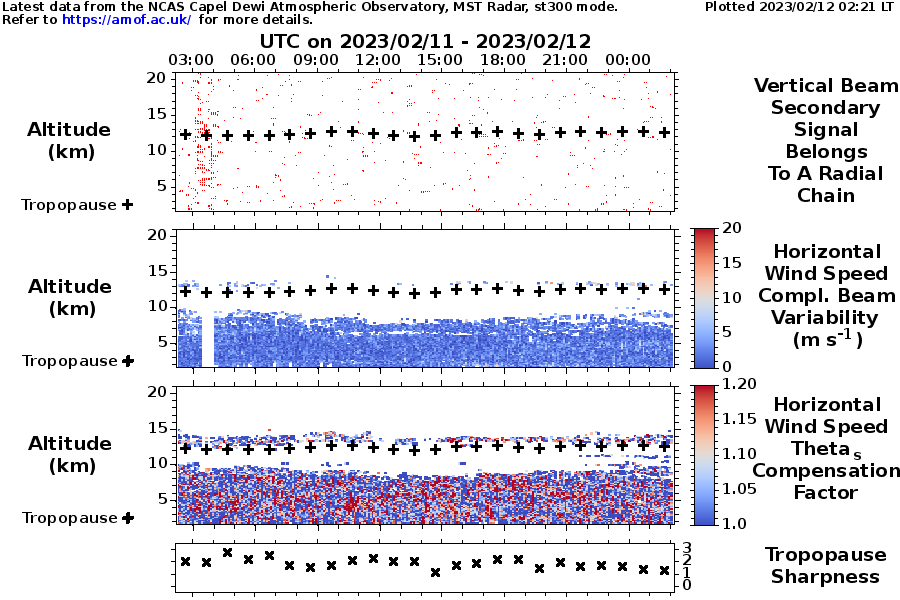 Latest data from the NCAS Capel Dewi Atmospheric Observatory, MST Radar, st300 mode.
Plotted 2023/02/12 02:21 LT
Refer to https://amof.ac.uk/ for more details.
UTC on 2023/02/11 - 2023/02/12
03:00 06:00 09:00 12:00 15:00 18:00 21:00 00:00
20
15
10
5
Altitude
(km)
Tropopause +
Vertical Beam
Secondary
Signal
Belongs
To A Radial
Chain
20
15
10
5
Altitude
(km)
Tropopause +
20
15
10
5
0
Horizontal
Wind Speed
Compl. Beam
Variability
(m s-1)
20
15
10
5
Altitude
(km)
Tropopause +
1.20
1.15
1.10
1.05
1.0
Horizontal
Wind Speed
Theta s
Compensation
Factor
3
2
1
0
Tropopause
Sharpness